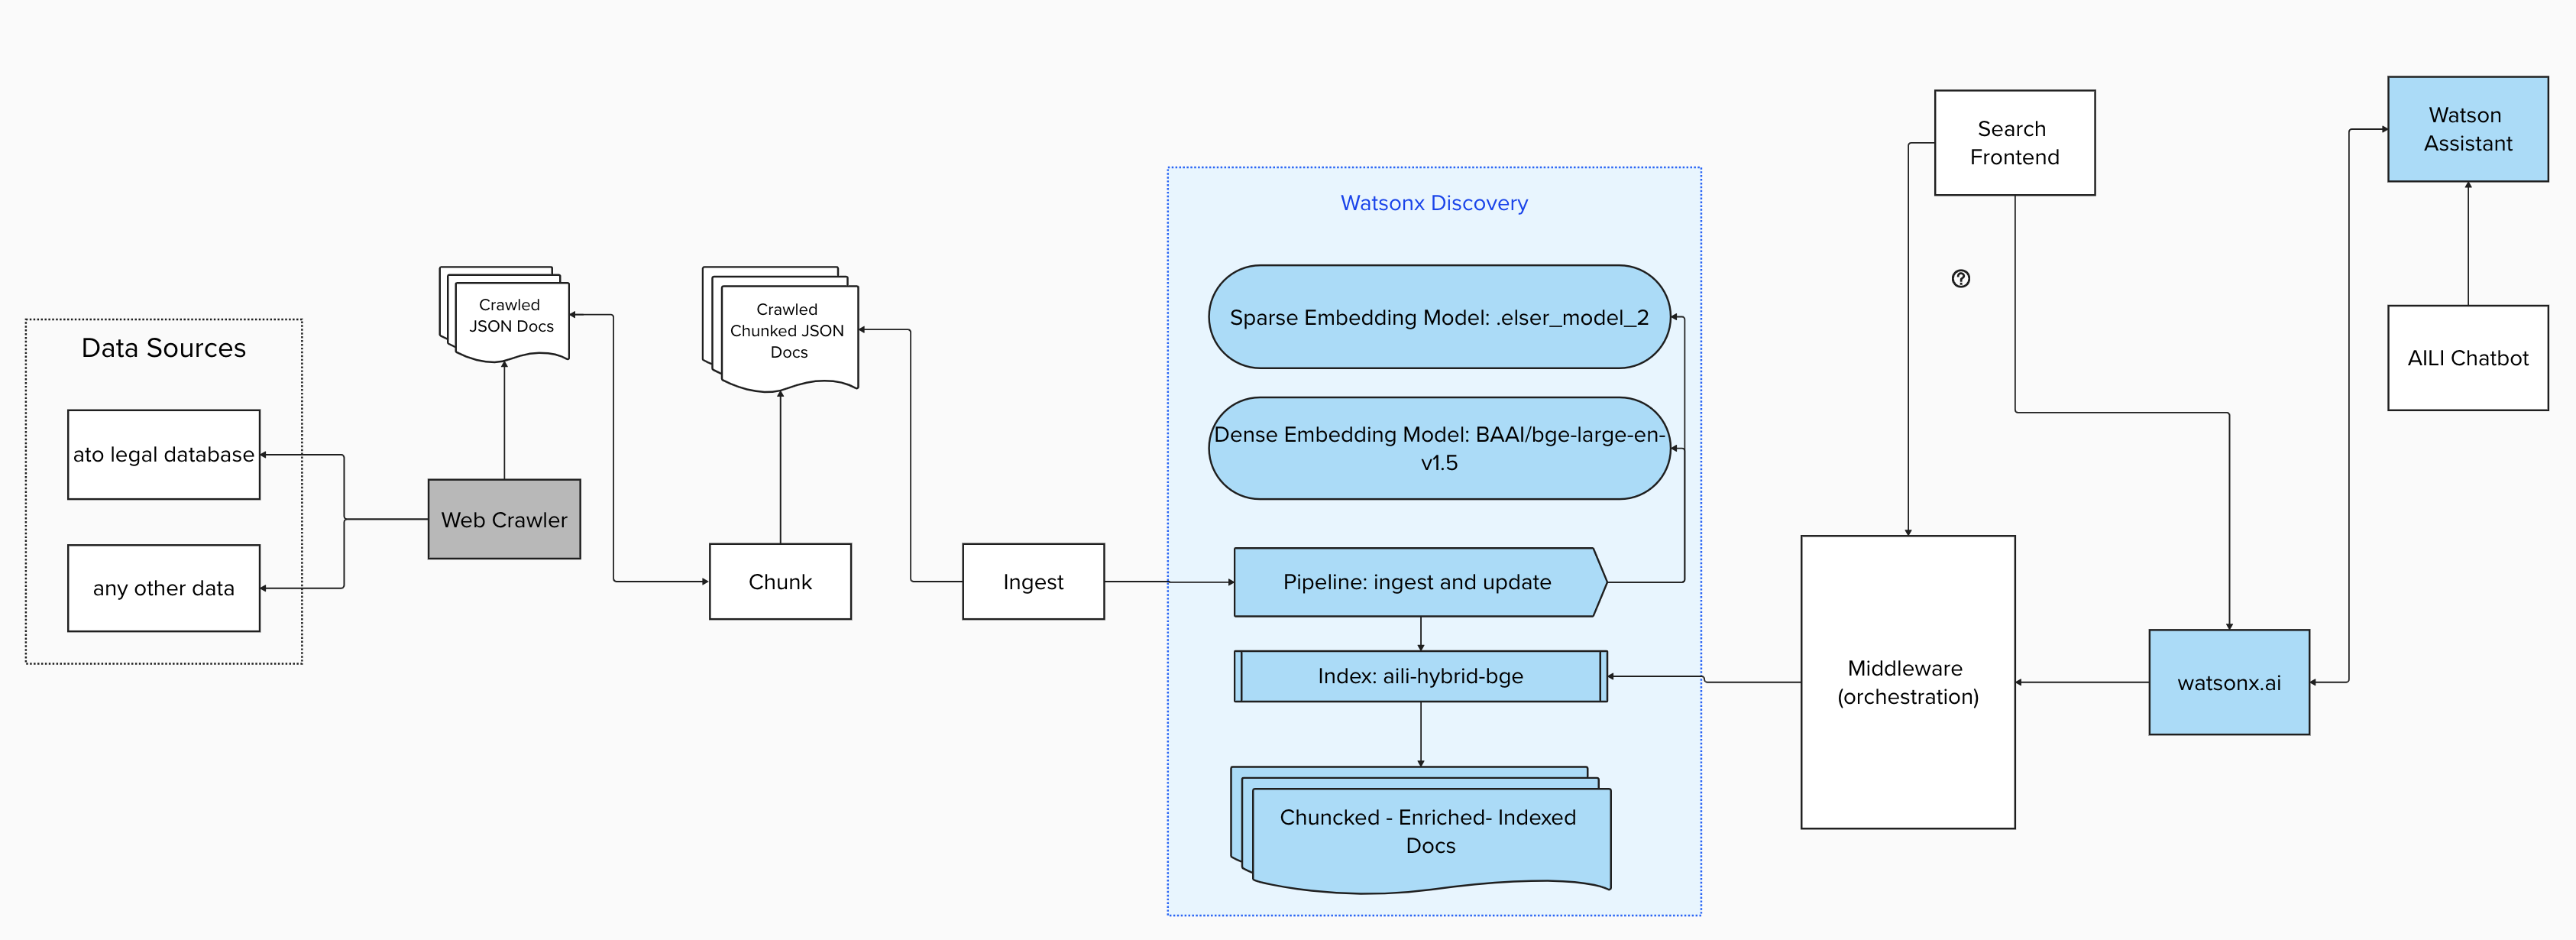 Data Sources
ato legal database
any other data
Web Crawler
Crawled
JSON Docs
Crawled
Chunked JSON
Docs
Chunk
Ingest
Watsonx Discovery
Sparse Embedding Model: .elser_model_2
Dense Embedding Model: BAAI/bge-large-en-
v1.5
Pipeline: ingest and update
Index: aili-hybrid-bge
Chuncked - Enriched- Indexed
Docs
Search
Frontend
?
Middleware
(orchestration)
watsonx.ai
Watson
Assistant
AILI Chatbot